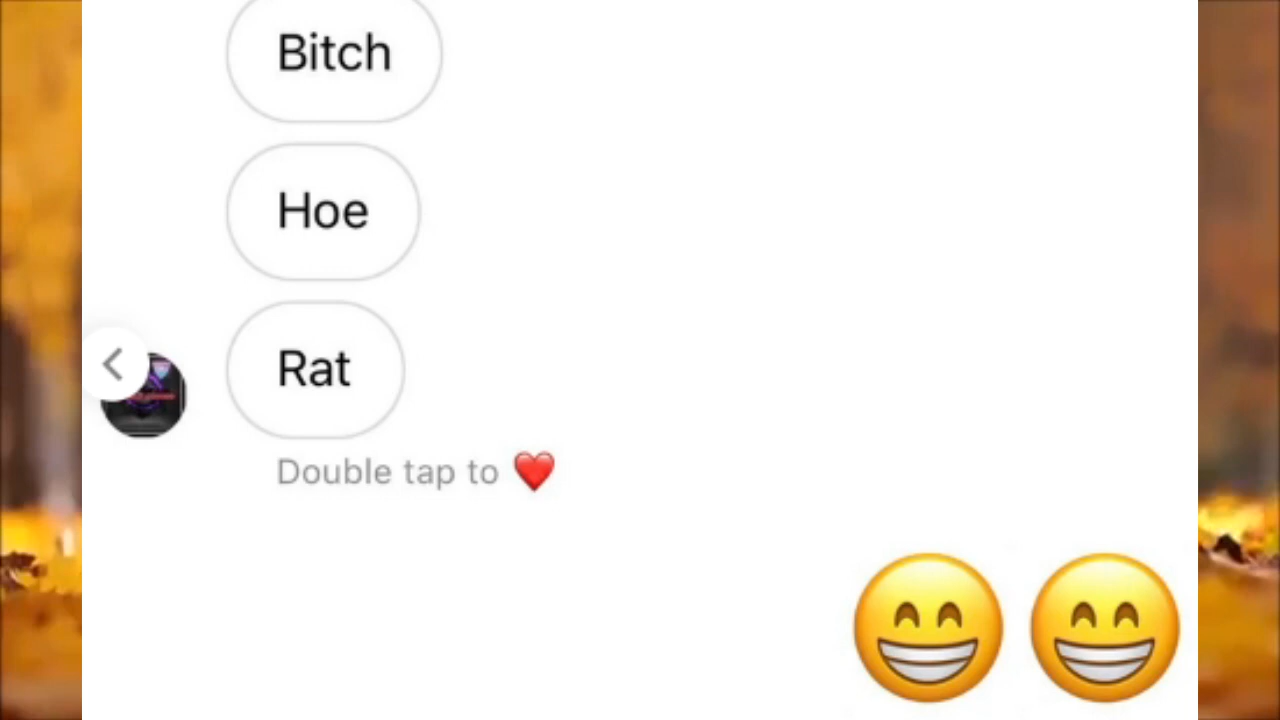 Bitch
Hoe
Rat
Double tap to ❤️
😁😁